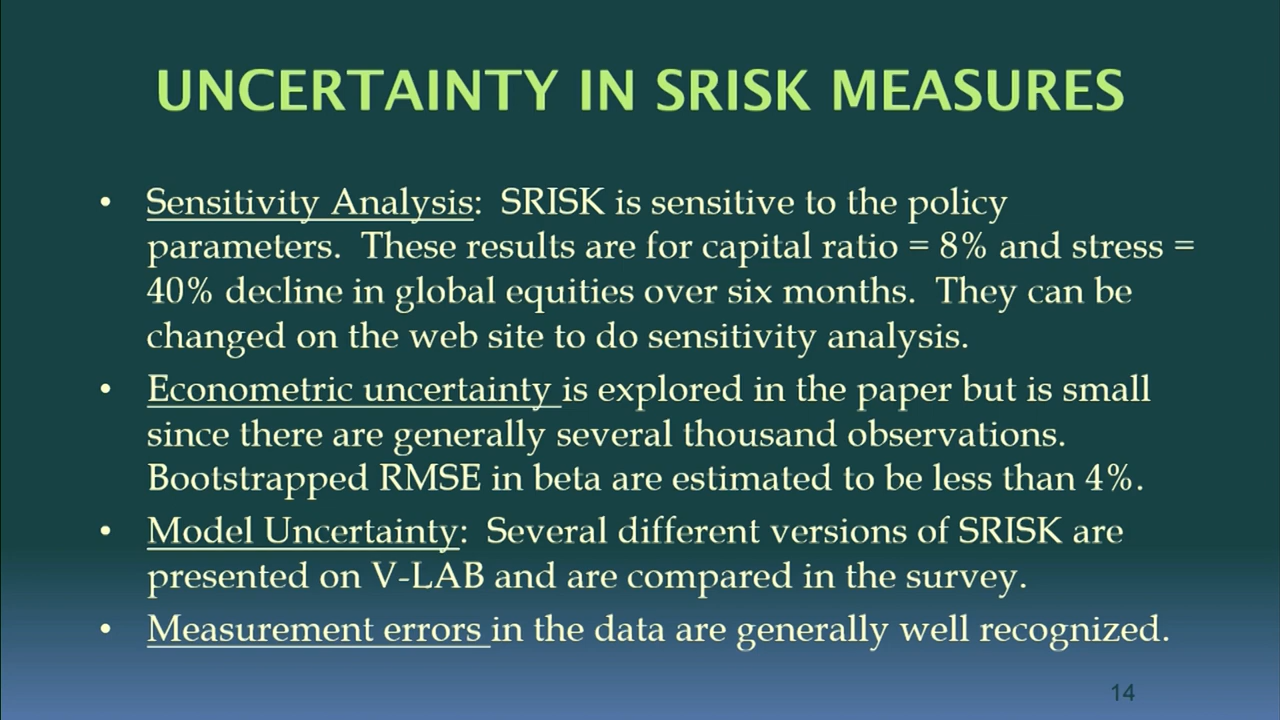 UNCERTAINTY IN SRISK MEASURES
• Sensitivity Analysis: SRISK is sensitive to the policy
parameters. These results are for capital ratio = 8% and stress =
40% decline in global equities over six months. They can be
changed on the web site to do sensitivity analysis.
• Econometric uncertainty is explored in the paper but is small
since there are generally several thousand observations.
Bootstrapped RMSE in beta are estimated to be less than 4%.
• Model Uncertainty: Several different versions of SRISK are
presented on V-LAB and are compared in the survey.
• Measurement errors in the data are generally well recognized.
14